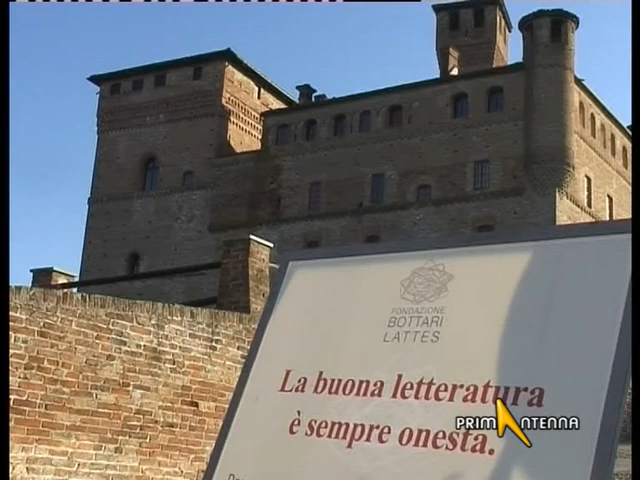 FONDAZIONE
BOTTARI
LATTES
La buona letteratura
è sempre onesta.
PRIMANTENNA